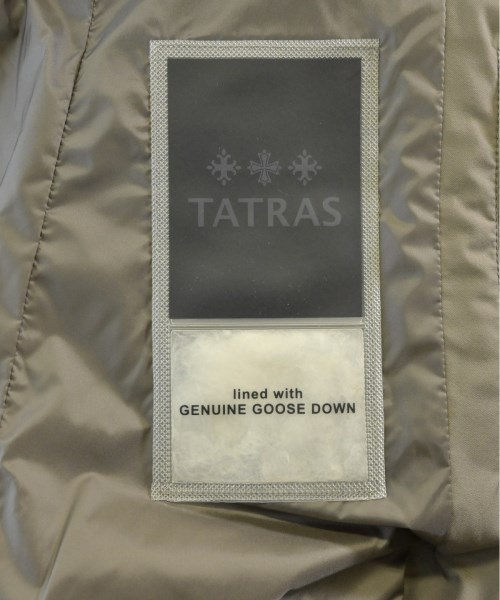 TATRAS
lined with
GENUINE GOOSE DOWN